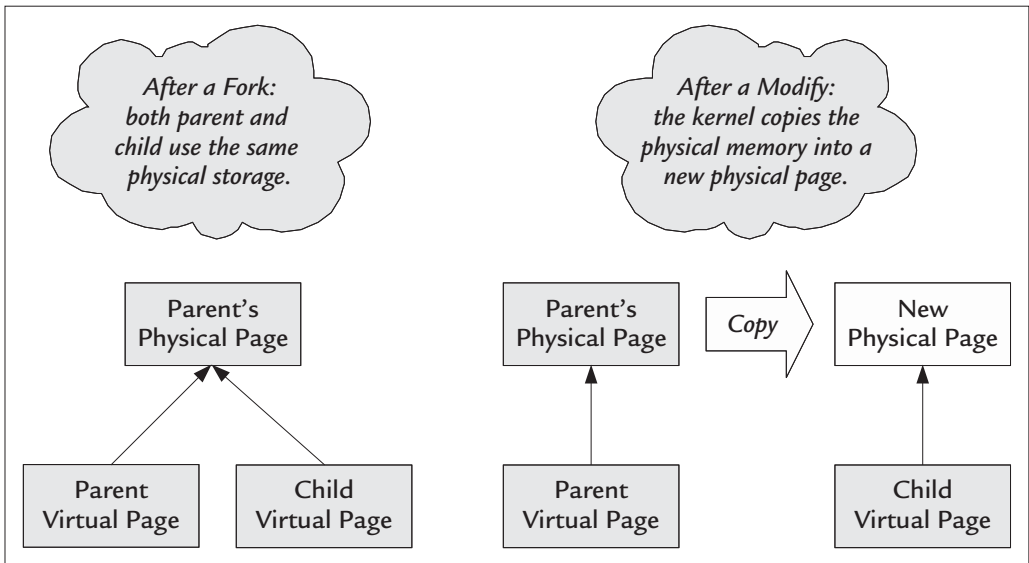 After a Fork:
both parent and
child use the same
physical storage.
After a Modify:
the kernel copies the
physical memory into a
new physical page.
Parent's
Physical Page
Parent
Virtual Page
Child
Virtual Page
Parent's
Physical Page
Copy
New
Physical Page
Parent
Virtual Page
Child
Virtual Page